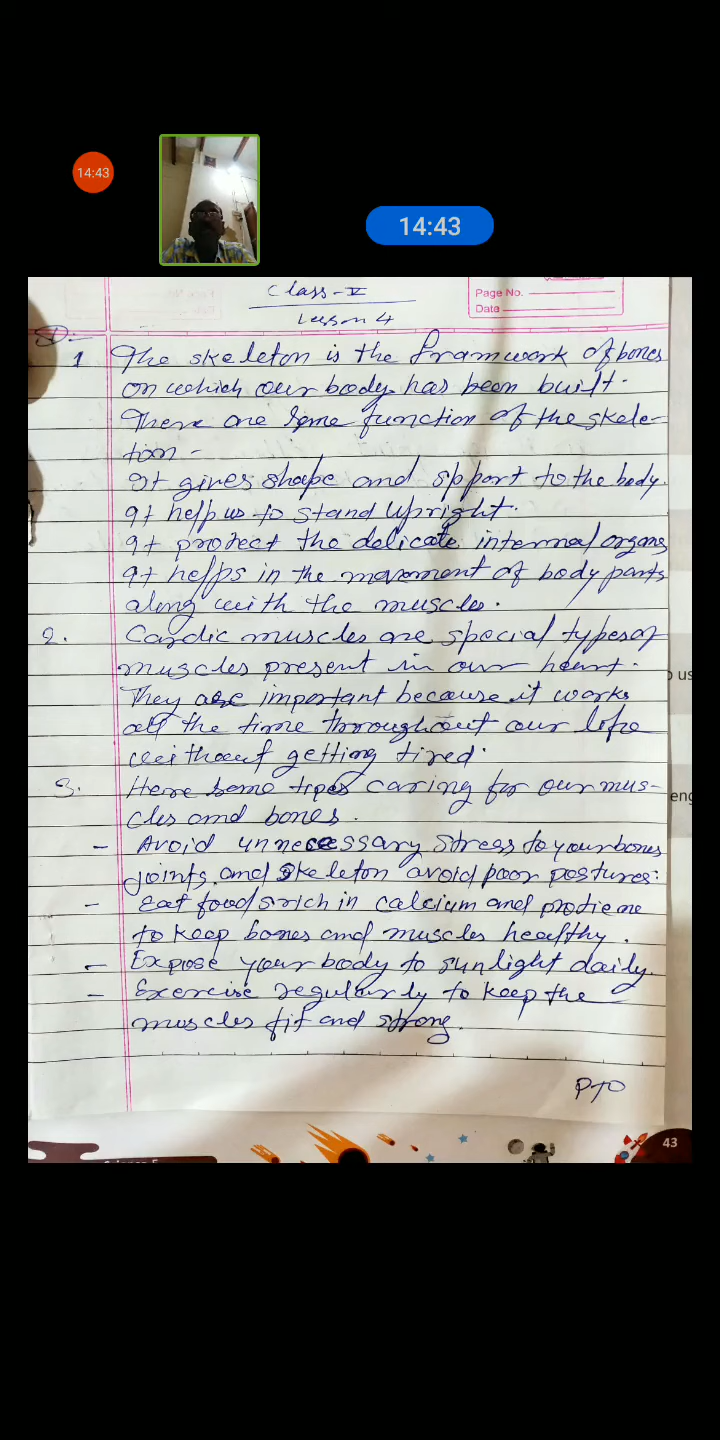 14:43
14:43
Class-V
Lesson 4
Page No.
Date
D:-
1 The skeleton is the framwork of bones
on which our body has been built.
There are some function of the skele-
tion -
It gives shape and spport to the body.
It help us to stand upright.
It protect the delicate internal organs
It helps in the movement of body parts
along with the muscles.
2. Cardic muscles are special types of
muscles present in our heart.
They are important because it works
all the time throughout our life
without getting tired.
3. Here some tipes caring for our mus-
cles and bones.
- Avoid unnecessary stress to your bones
joints, and skeleton avoid poor postures.
- Eat foods rich in calcium and protiene
to keep bones and muscles healthy.
- Expose your body to sunlight daily.
- Exercise regularly to keep the
muscles fit and strong.
PTO
43
us
eng